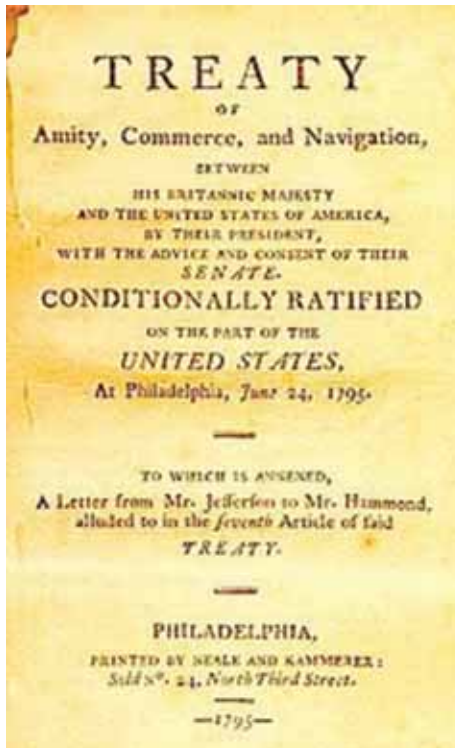 TREATY
OF
Amity, Commerce, and Navigation,
BETWEEN
HIS BRITANNIC MAJESTY
AND THE UNITED STATES OF AMERICA,
BY THEIR PRESIDENT,
WITH THE ADVICE AND CONSENT OF THEIR
SENATE.
CONDITIONALLY RATIFIED
ON THE PART OF THE
UNITED STATES,
At Philadelphia, June 24, 1795.
TO WHICH IS ANNEXED,
A Letter from Mr. Jefferson to Mr. Hammond,
alluded to in the ſeventh Article of ſaid
TREATY.
PHILADELPHIA,
PRINTED BY NEALE AND KAMMERER:
Sold No. 24, North Third Street.
—1795—